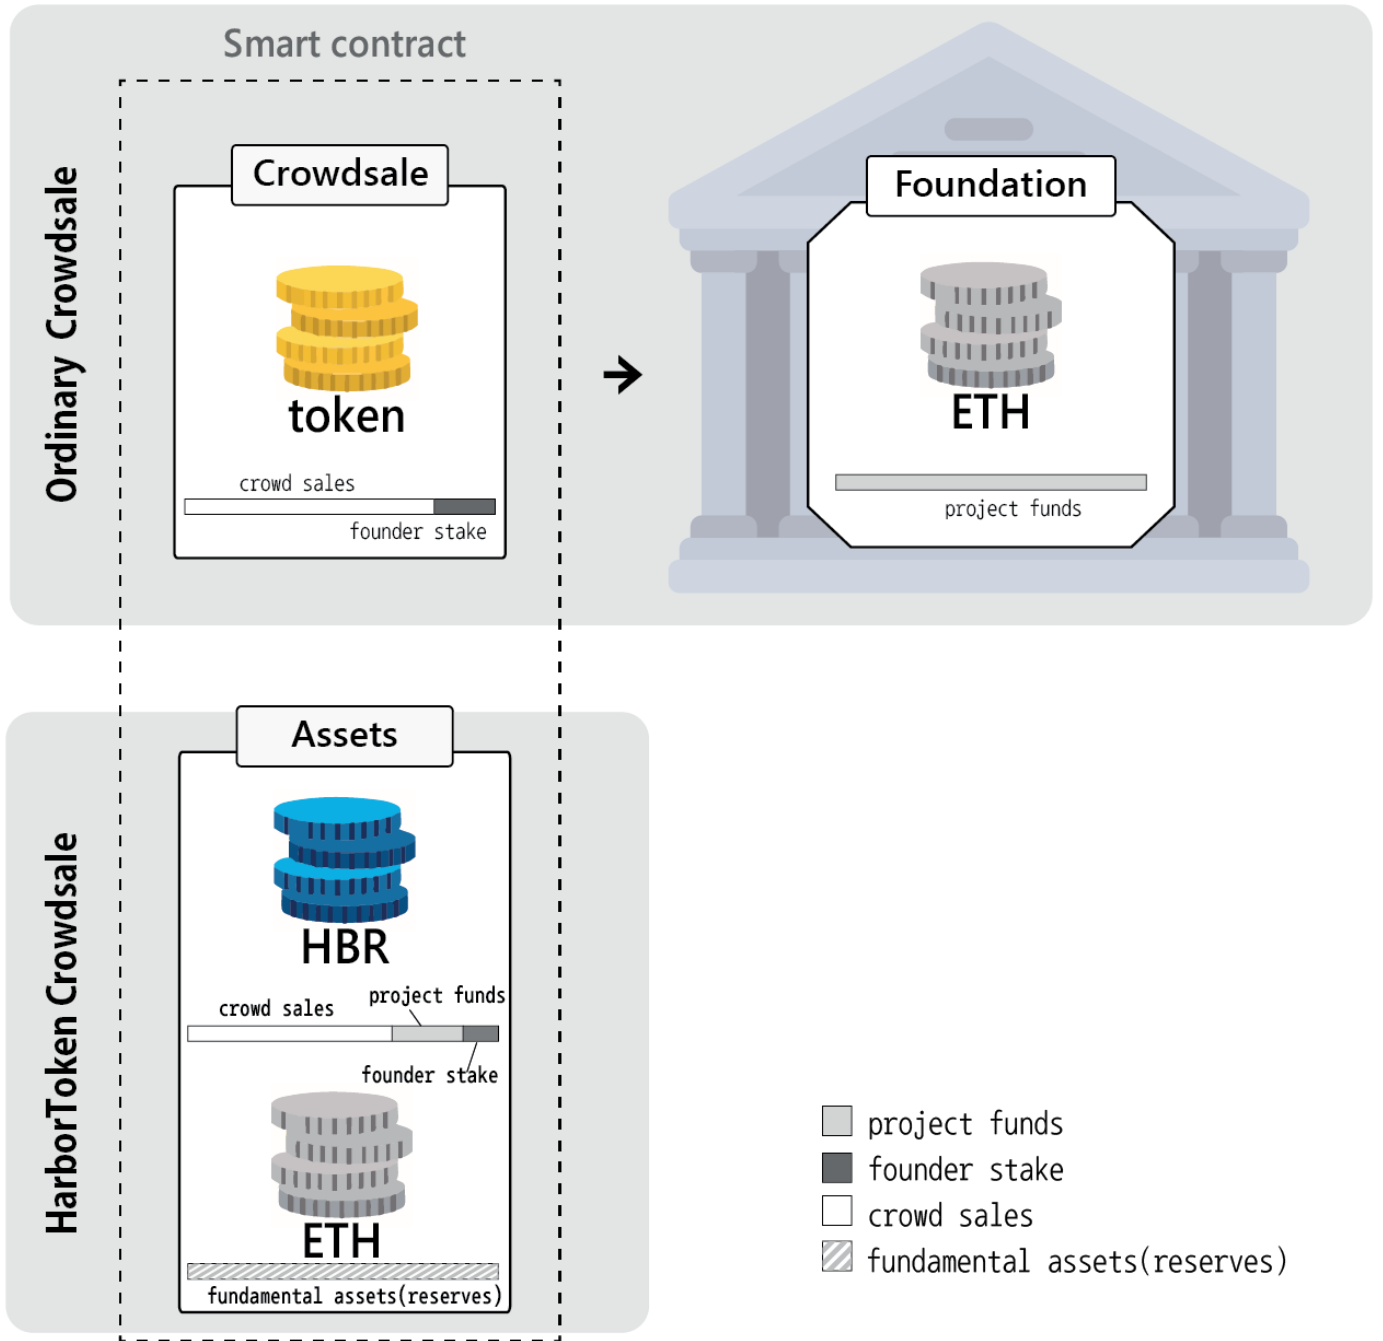 Smart contract
Ordinary Crowdsale
Crowdsale
token
crowd sales
founder stake
Foundation
ETH
project funds
HarborToken Crowdsale
Assets
HBR
project funds
crowd sales
founder stake
ETH
fundamental assets(reserves)
project funds
founder stake
crowd sales
fundamental assets(reserves)